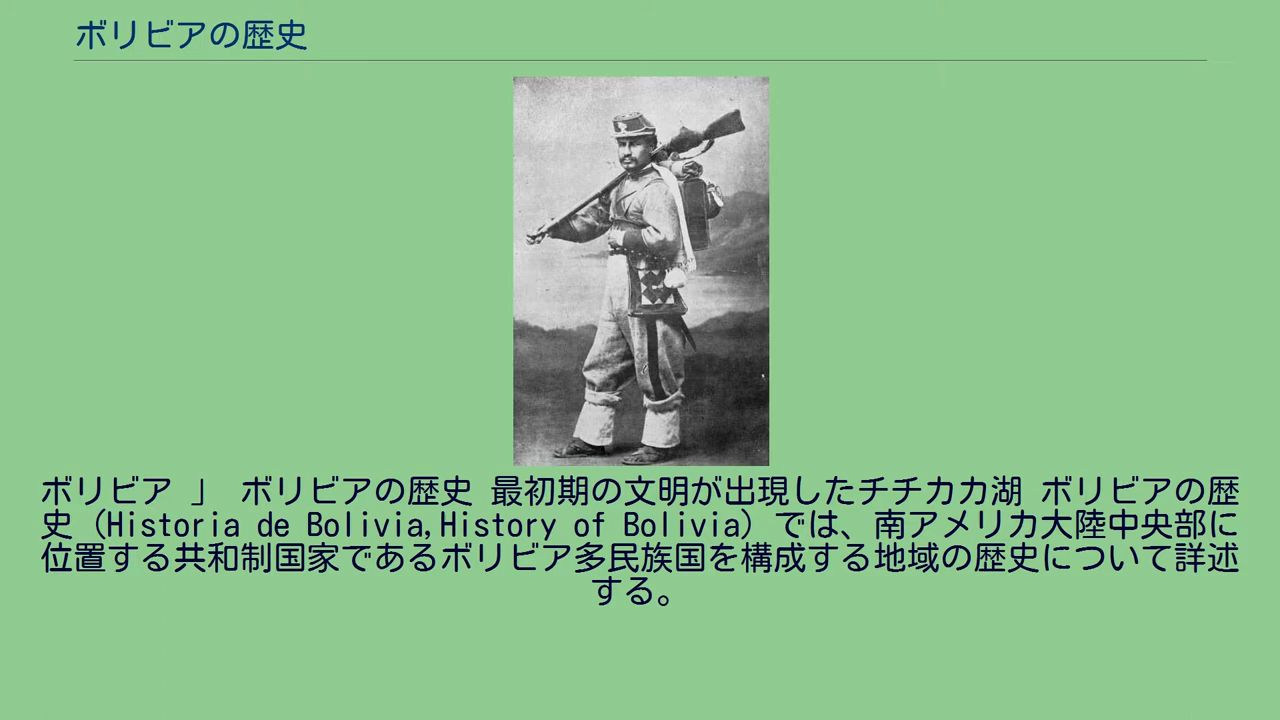 ボリビアの歴史
ボリビア 」 ボリビアの歴史 最初期の文明が出現したチチカカ湖 ボリビアの歴
史（Historia de Bolivia,History of Bolivia）では、南アメリカ大陸中央部に
位置する共和制国家であるボリビア多民族国を構成する地域の歴史について詳述
する。